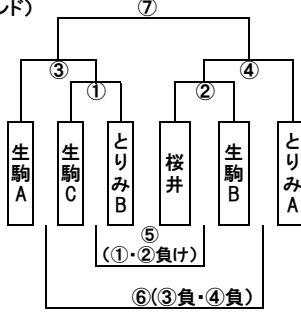 ンド)
⑦
③
④
①
②
生駒A
生駒C
とりみB
桜井
生駒B
とりみA
⑤
(①・②負け)
⑥(③負・④負)